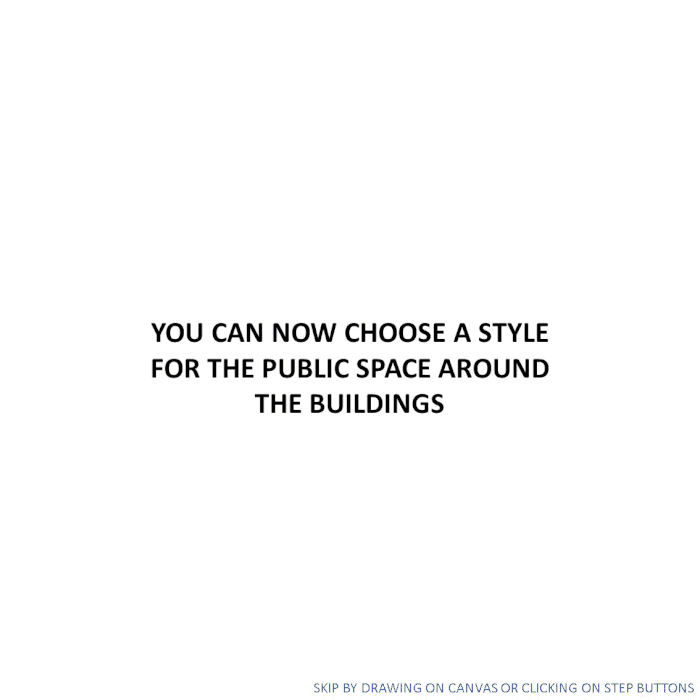 YOU CAN NOW CHOOSE A STYLE
FOR THE PUBLIC SPACE AROUND
THE BUILDINGS
SKIP BY DRAWING ON CANVAS OR CLICKING ON STEP BUTTONS